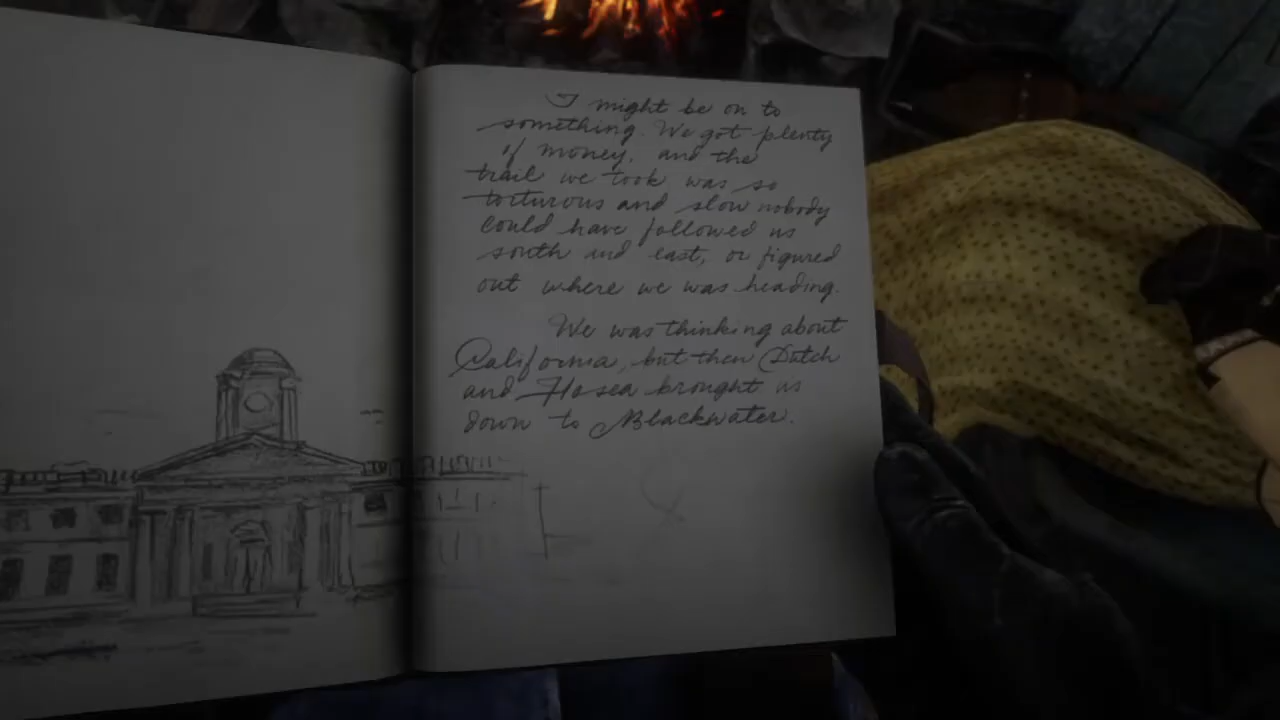 I might be on to
something. We got plenty
of money, and the
trail we took was so
torturous and slow nobody
could have followed us
south and east, or figured
out where we was heading.
We was thinking about
California, but then Dutch
and Hosea brought us
down to Blackwater.